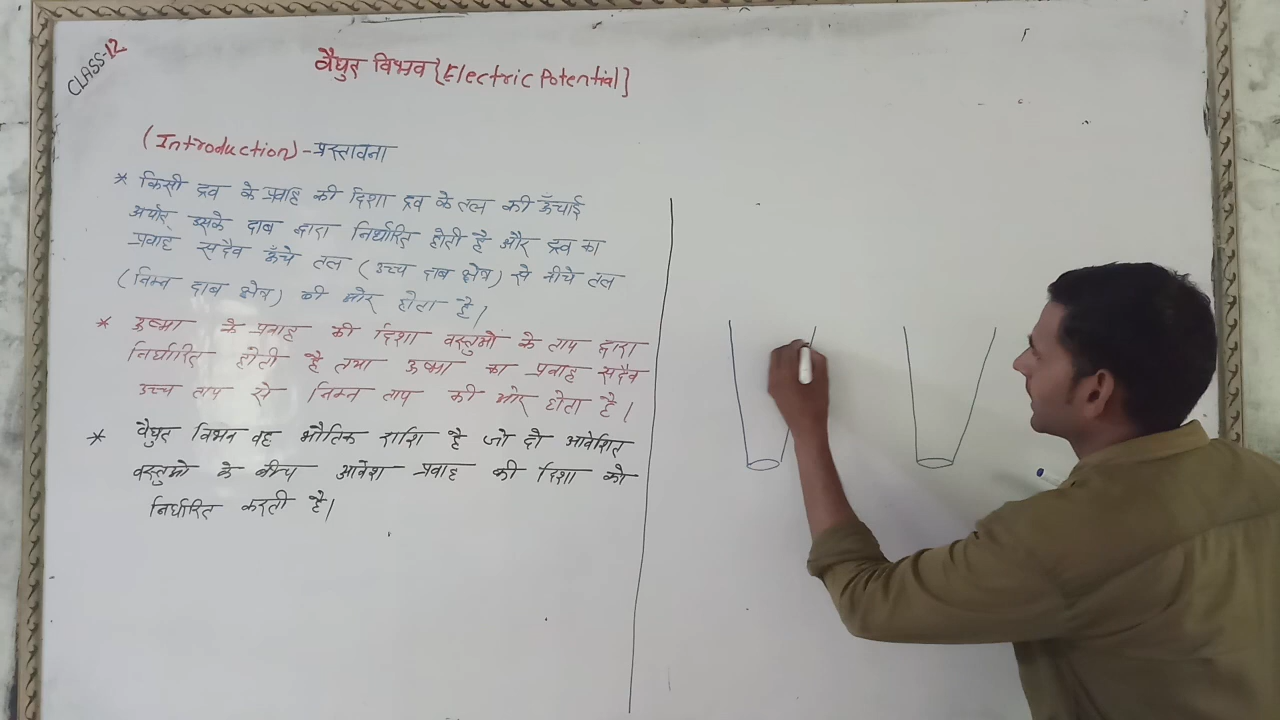 CLASS-12
वैद्युत विभव {Electric Potential}
(Introduction) - प्रस्तावना
* किसी द्रव के प्रवाह की दिशा द्रव के तल की ऊँचाई
अर्थात् उसके दाब द्वारा निर्धारित होती है और द्रव का
प्रवाह सदैव ऊँचे तल (उच्च दाब क्षेत्र) से नीचे तल
(निम्न दाब क्षेत्र) की ओर होता है।
* ऊष्मा के प्रवाह की दिशा वस्तुओं के ताप द्वारा
निर्धारित होती है तथा ऊष्मा का प्रवाह सदैव
उच्च ताप से निम्न ताप की ओर होता है।
* वैद्युत विभव वह भौतिक राशि है जो दो आवेशित
वस्तुओं के बीच आवेश प्रवाह की दिशा को
निर्धारित करती है।